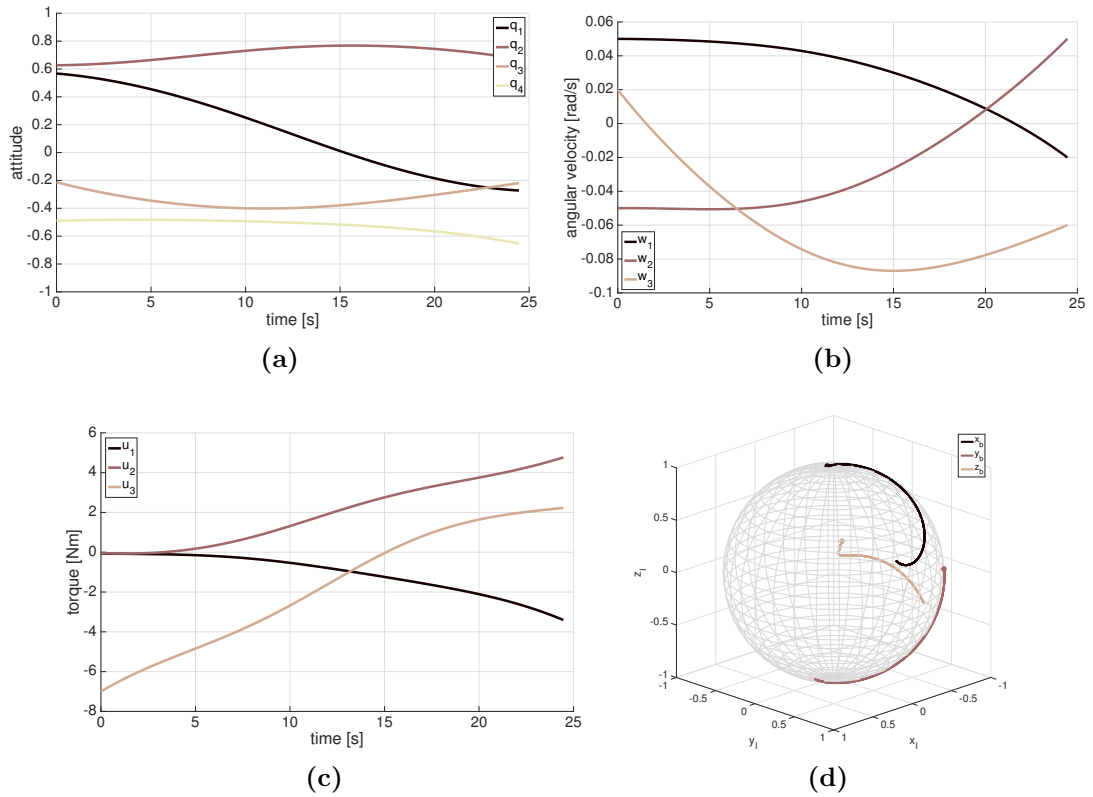 1
0.8
0.6
0.4
0.2
0
-0.2
-0.4
-0.6
-0.8
-1
attitude
q1
q2
q3
q4
0 5 10 15 20 25
time [s]
(a)
0.06
0.04
0.02
0
-0.02
-0.04
-0.06
-0.08
-0.1
angular velocity [rad/s]
w1
w2
w3
0 5 10 15 20 25
time [s]
(b)
6
4
2
0
-2
-4
-6
-8
torque [Nm]
u1
u2
u3
0 5 10 15 20 25
time [s]
(c)
xb
yb
zb
1
0.5
0
-0.5
-1
zI
-1 -0.5 0 0.5 1
yI
1 0.5 0 -0.5 -1
xI
(d)